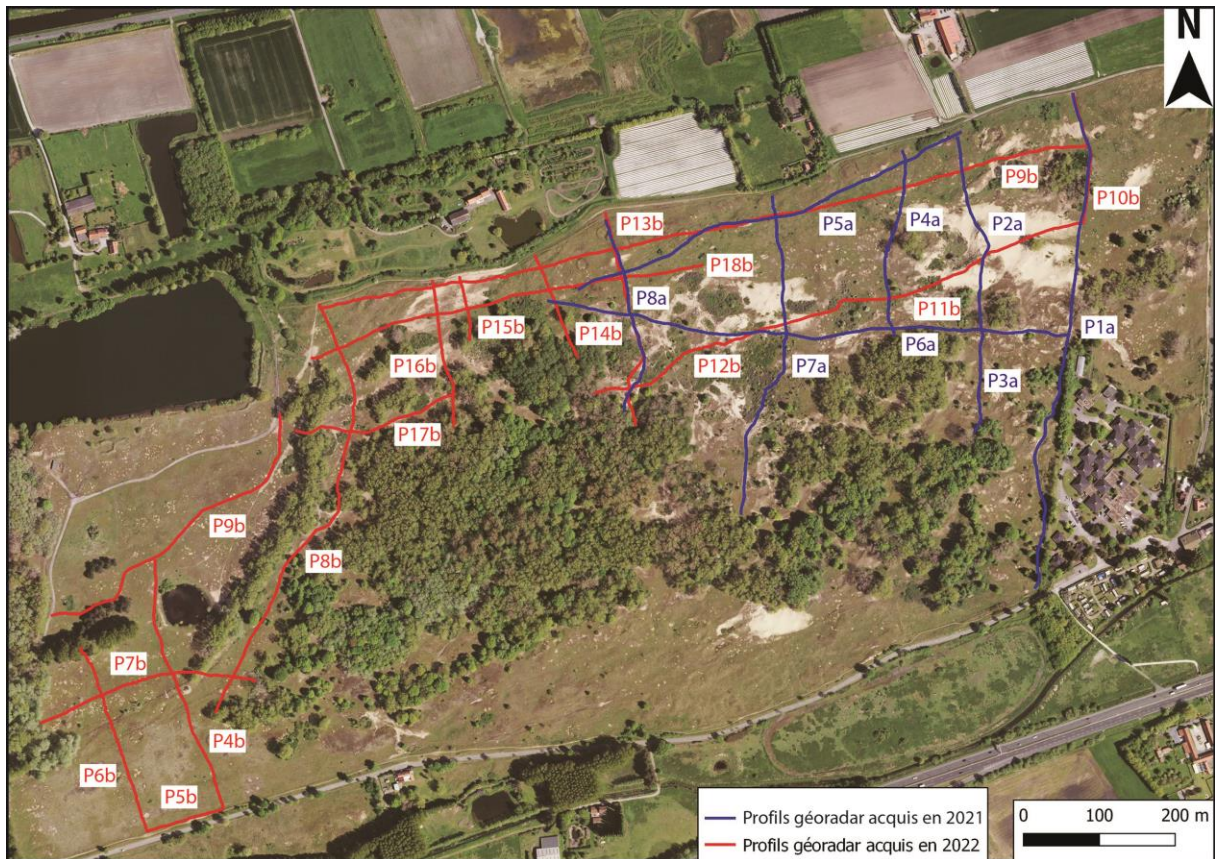 N
P9b
P10b
P13b
P5a
P4a
P2a
P18b
P8a
P11b
P15b
P14b
P1a
P16b
P12b
P7a
P6a
P3a
P17b
P9b
P8b
P7b
P4b
P6b
P5b
Profils géoradar acquis en 2021
Profils géoradar acquis en 2022
0 100 200 m